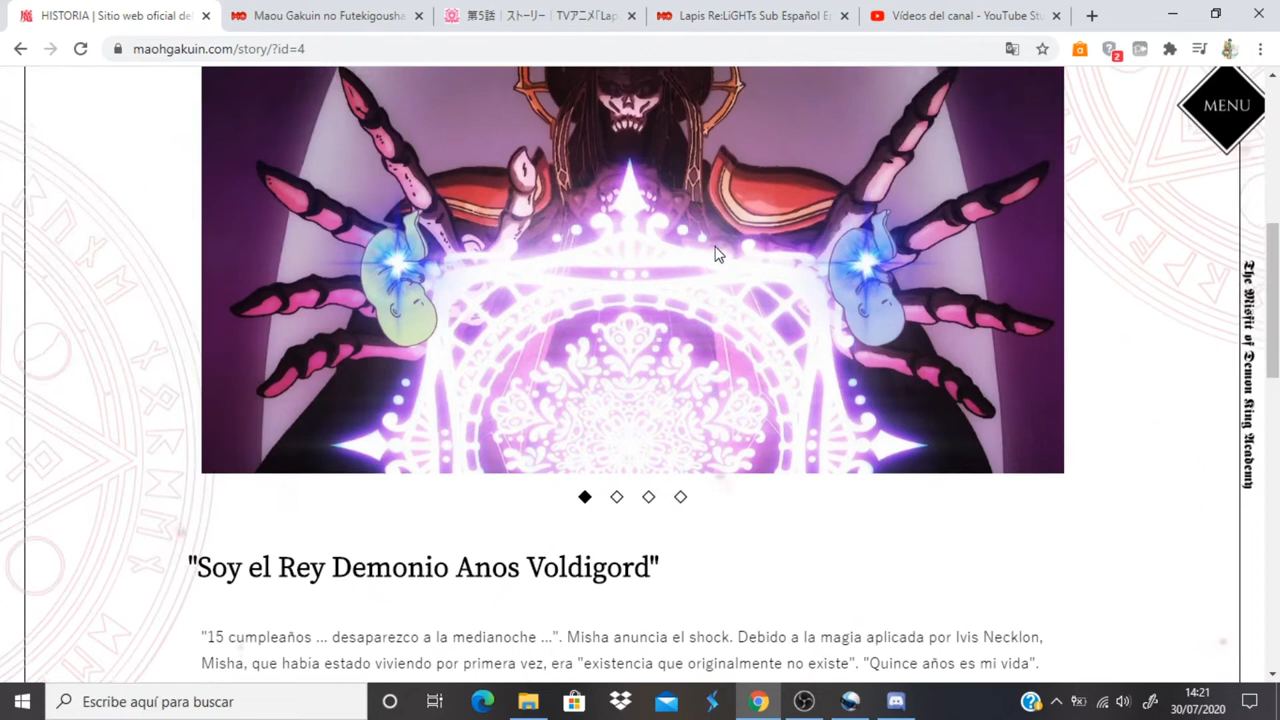 HISTORIA | Sitio web oficial del
Maou Gakuin no Futekigousha
第5話 | ストーリー | TVアニメ「Lap
Lapis Re:LiGHTs Sub Español E
Vídeos del canal - YouTube Stu
maohgakuin.com/story/?id=4
2
MENU
The Misfit of Demon King Academy
"Soy el Rey Demonio Anos Voldigord"
"15 cumpleaños ... desaparezco a la medianoche ...". Misha anuncia el shock. Debido a la magia aplicada por Ivis Necklon,
Misha, que habia estado viviendo por primera vez, era "existencia que originalmente no existe". "Quince años es mi vida".
Escribe aquí para buscar
14:21
30/07/2020